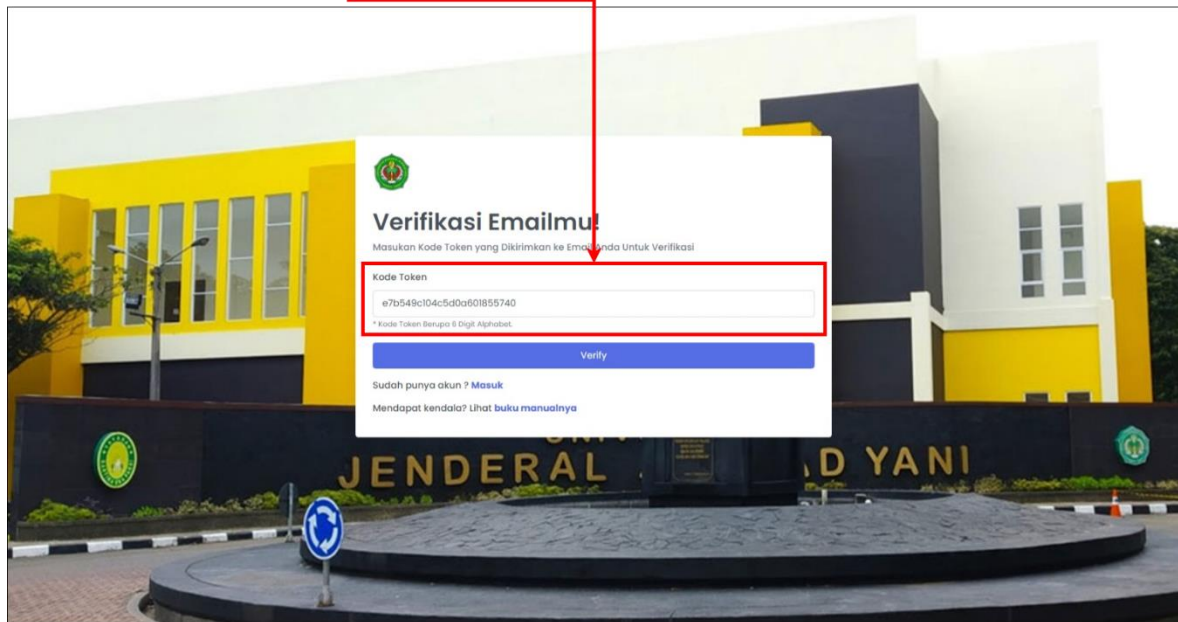 Verifikasi Emailmu!
Masukan Kode Token yang Dikirimkan ke Email Anda Untuk Verifikasi
Kode Token
e7b549c104c5d0a601855740
* Kode Token Berupa 6 Digit Alphabet.
Verify
Sudah punya akun ? Masuk
Mendapat kendala? Lihat buku manualnya
JENDERAL
YANI